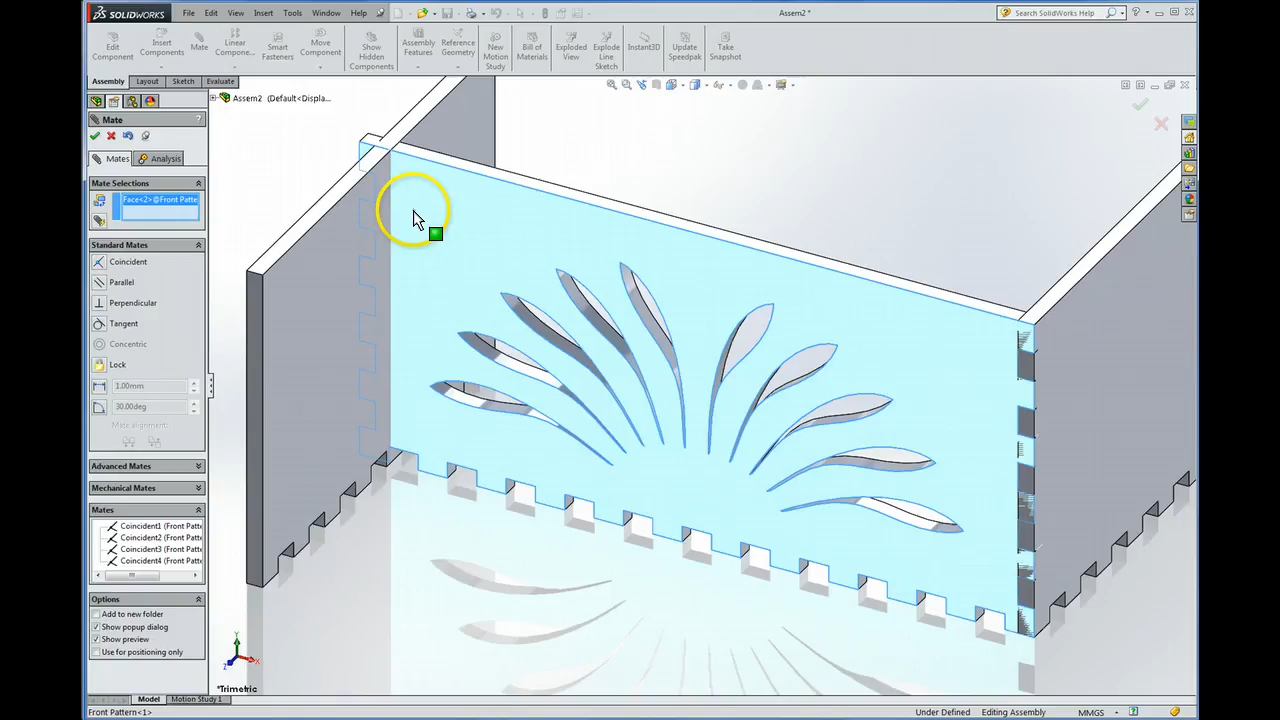 SOLIDWORKS File Edit View Insert Tools Window Help Assem2 * Search SolidWorks Help
Edit Component
Insert Components
Mate
Linear Compone...
Smart Fasteners
Move Component
Show Hidden Components
Assembly Features
Reference Geometry
New Motion Study
Bill of Materials
Exploded View
Explode Line Sketch
Instant3D
Update Speedpak
Take Snapshot
Assembly Layout Sketch Evaluate
Assem2 (Default<Displa...
Mate ?
Mates Analysis
Mate Selections
Face<2>@Front Patte
Standard Mates
Coincident
Parallel
Perpendicular
Tangent
Concentric
Lock
1.00mm
30.00deg
Mate alignment:
Advanced Mates
Mechanical Mates
Mates
Coincident1 (Front Patt
Coincident2 (Front Patt
Coincident3 (Front Patt
Coincident4 (Front Patt
Options
Add to new folder
Show popup dialog
Show preview
Use for positioning only
Y
X
Z
*Trimetric
Model Motion Study 1
Front Pattern<1> Under Defined Editing Assembly MMGS